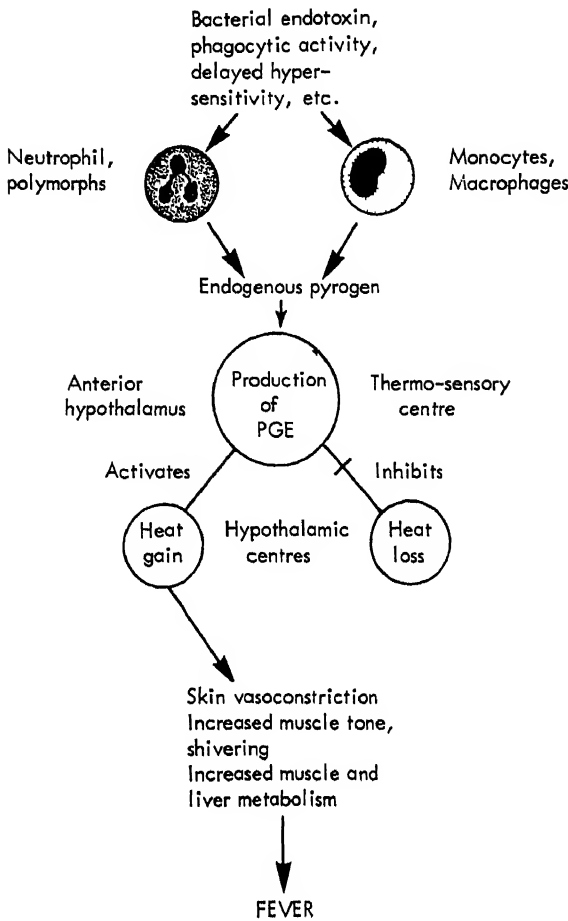 Bacterial endotoxin,
phagocytic activity,
delayed hyper-
sensitivity, etc.
Neutrophil,
polymorphs
Monocytes,
Macrophages
Endogenous pyrogen
Anterior
hypothalamus
Production
of
PGE
Thermo-sensory
centre
Activates
Inhibits
Heat
gain
Hypothalamic
centres
Heat
loss
Skin vasoconstriction
Increased muscle tone,
shivering
Increased muscle and
liver metabolism
FEVER